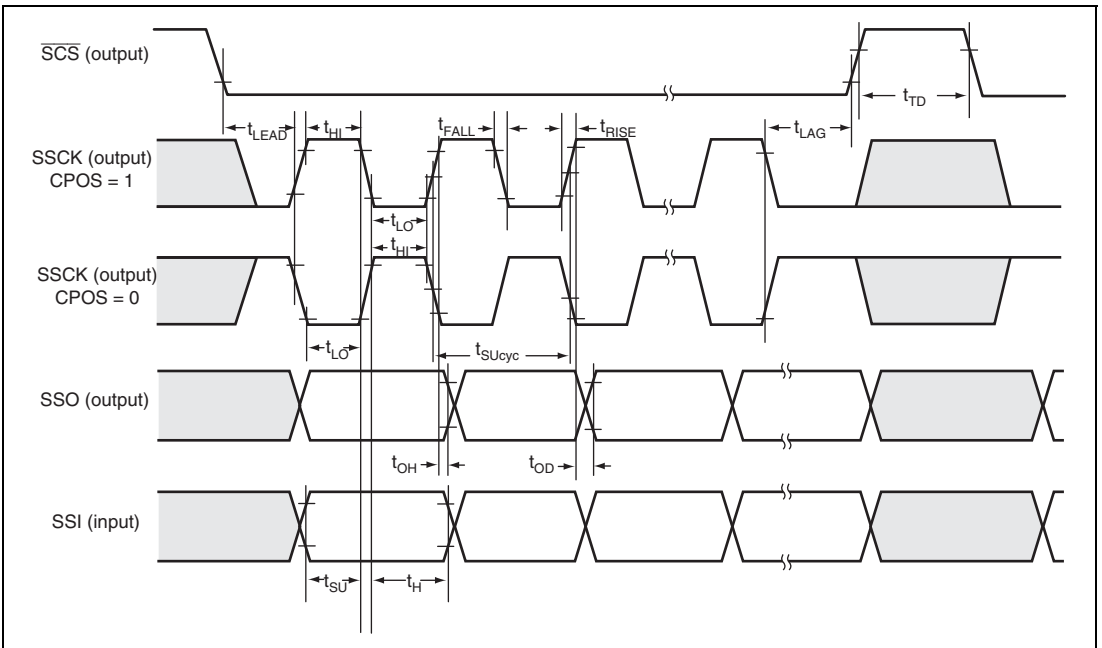 SCS (output)
tTD
tLEAD
tHI
tFALL
tRISE
tLAG
SSCK (output)
CPOS = 1
tLO
tHI
SSCK (output)
CPOS = 0
tLO
tSUcyc
SSO (output)
tOH
tOD
SSI (input)
tSU
tH